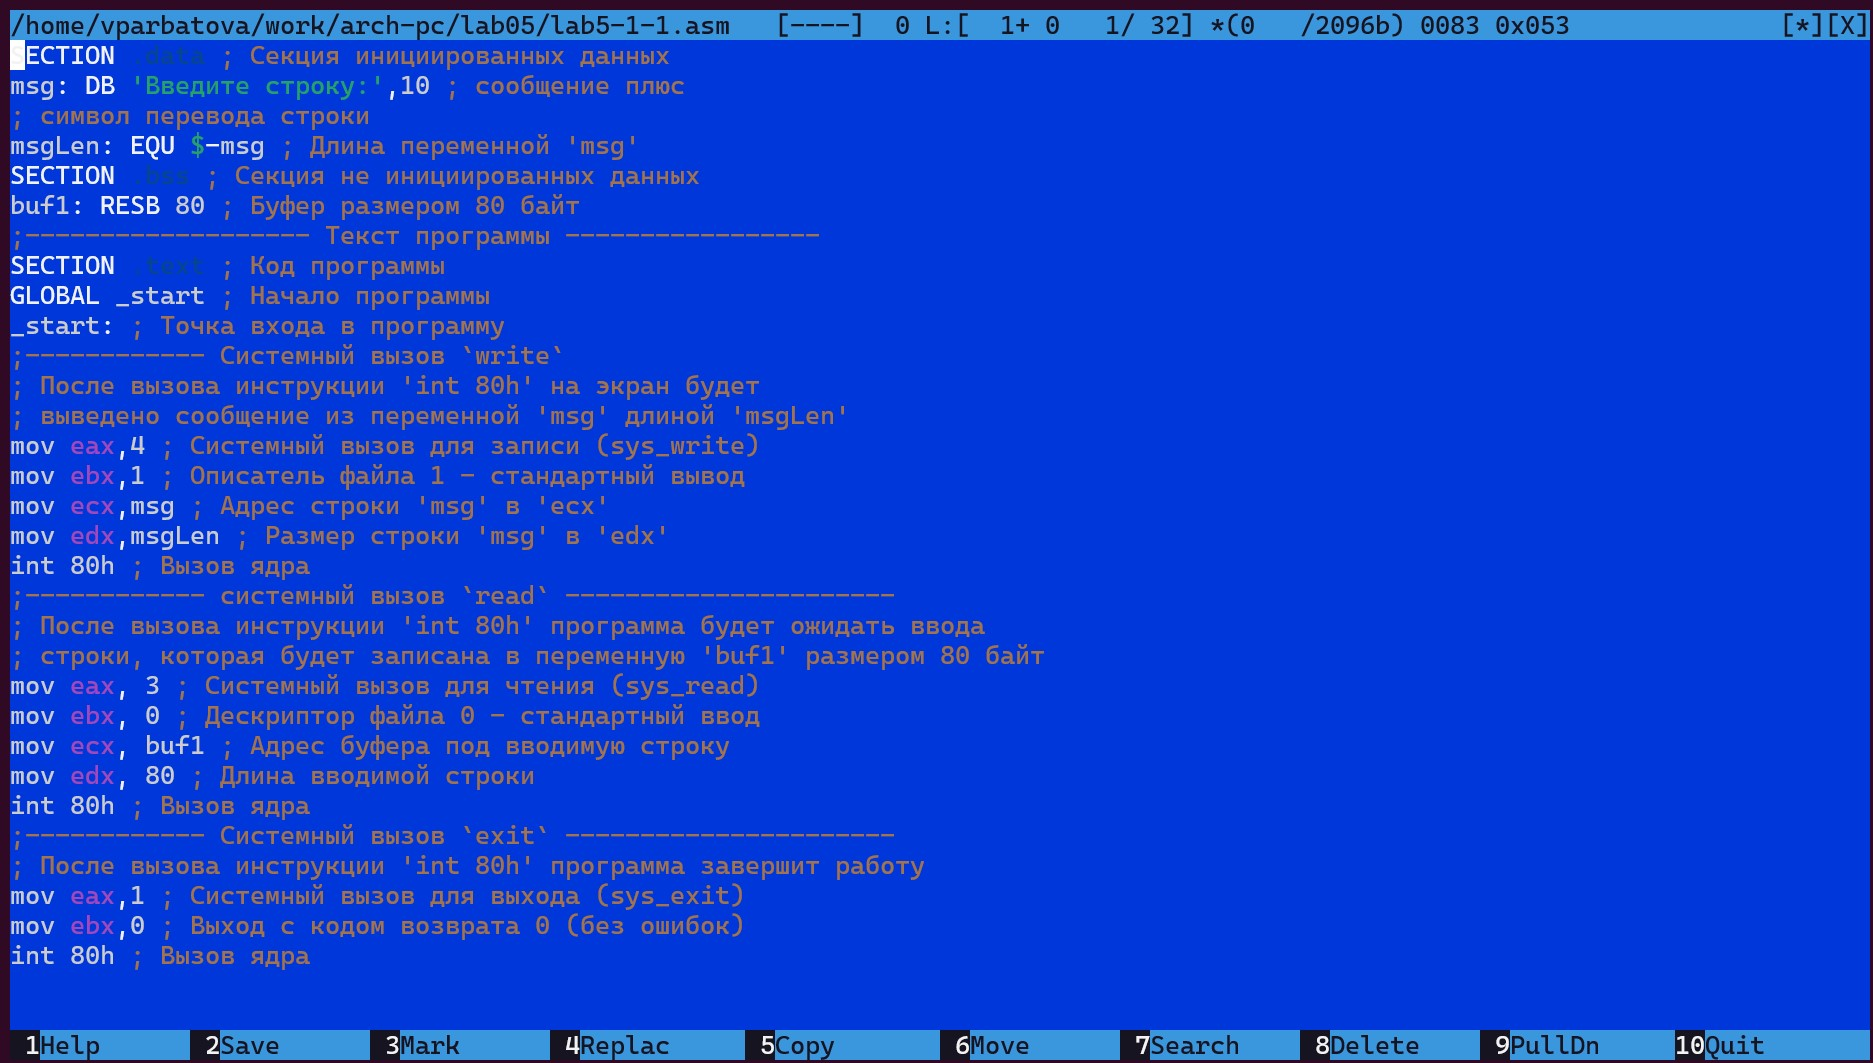 /home/vparbatova/work/arch-pc/lab05/lab5-1-1.asm   [----]  0 L:[  1+ 0   1/ 32] *(0   /2096b) 0083 0x053              [*][X]
SECTION .data ; Секция инициированных данных
msg: DB 'Введите строку:',10 ; сообщение плюс
; символ перевода строки
msgLen: EQU $-msg ; Длина переменной 'msg'
SECTION .bss ; Секция не инициированных данных
buf1: RESB 80 ; Буфер размером 80 байт
;------------------- Текст программы -----------------
SECTION .text ; Код программы
GLOBAL _start ; Начало программы
_start: ; Точка входа в программу
;------------ Системный вызов `write`
; После вызова инструкции 'int 80h' на экран будет
; выведено сообщение из переменной 'msg' длиной 'msgLen'
mov eax,4 ; Системный вызов для записи (sys_write)
mov ebx,1 ; Описатель файла 1 - стандартный вывод
mov ecx,msg ; Адрес строки 'msg' в 'ecx'
mov edx,msgLen ; Размер строки 'msg' в 'edx'
int 80h ; Вызов ядра
;------------ системный вызов `read` ----------------------
; После вызова инструкции 'int 80h' программа будет ожидать ввода
; строки, которая будет записана в переменную 'buf1' размером 80 байт
mov eax, 3 ; Системный вызов для чтения (sys_read)
mov ebx, 0 ; Дескриптор файла 0 - стандартный ввод
mov ecx, buf1 ; Адрес буфера под вводимую строку
mov edx, 80 ; Длина вводимой строки
int 80h ; Вызов ядра
;------------ Системный вызов `exit` ----------------------
; После вызова инструкции 'int 80h' программа завершит работу
mov eax,1 ; Системный вызов для выхода (sys_exit)
mov ebx,0 ; Выход с кодом возврата 0 (без ошибок)
int 80h ; Вызов ядра
1Help 2Save 3Mark 4Replac 5Copy 6Move 7Search 8Delete 9PullDn 10Quit